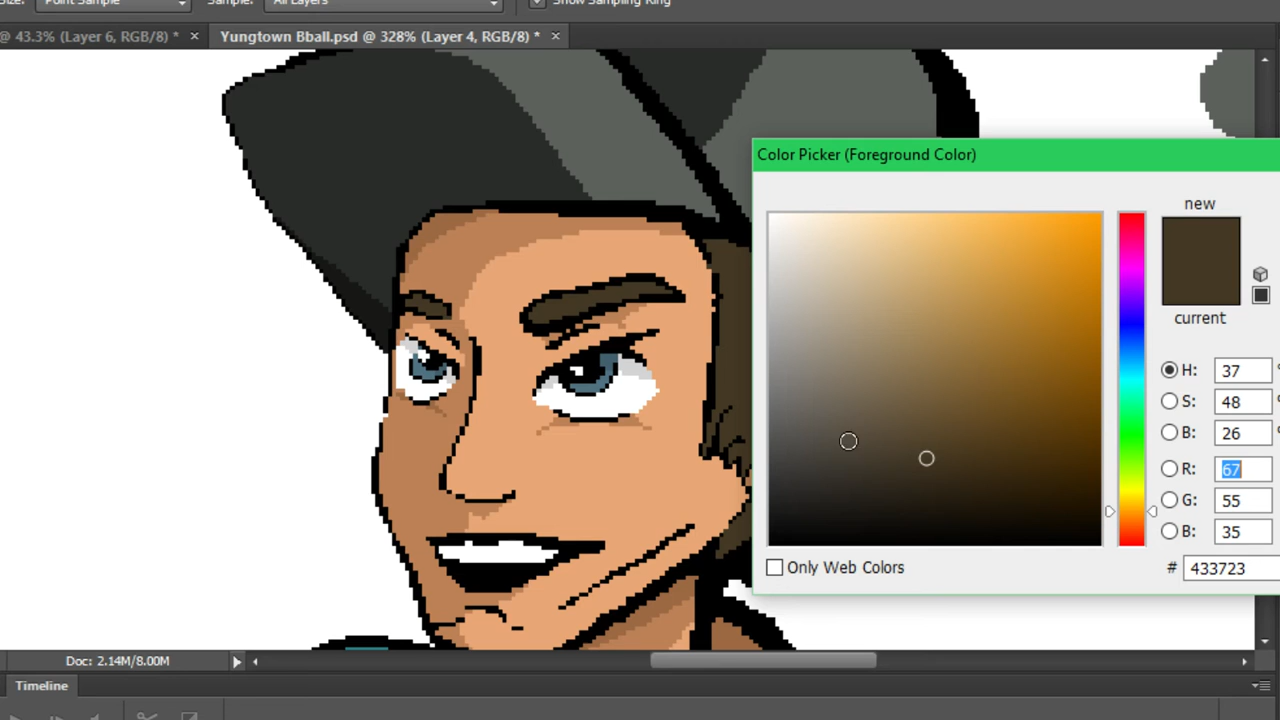 Size: Point Sample Sample: All Layers Show Sampling Ring
@ 43.3% (Layer 6, RGB/8) * × Yungtown Bball.psd @ 328% (Layer 4, RGB/8) * ×
Color Picker (Foreground Color)
new
current
H: 37 °
S: 48
B: 26
R: 67
G: 55
B: 35
Only Web Colors
# 433723
Doc: 2.14M/8.00M
Timeline